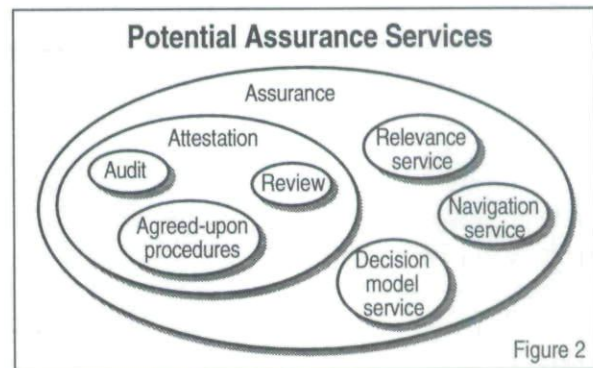 Potential Assurance Services
Assurance
Attestation
Audit
Review
Agreed-upon
procedures
Relevance
service
Navigation
service
Decision
model
service
Figure 2